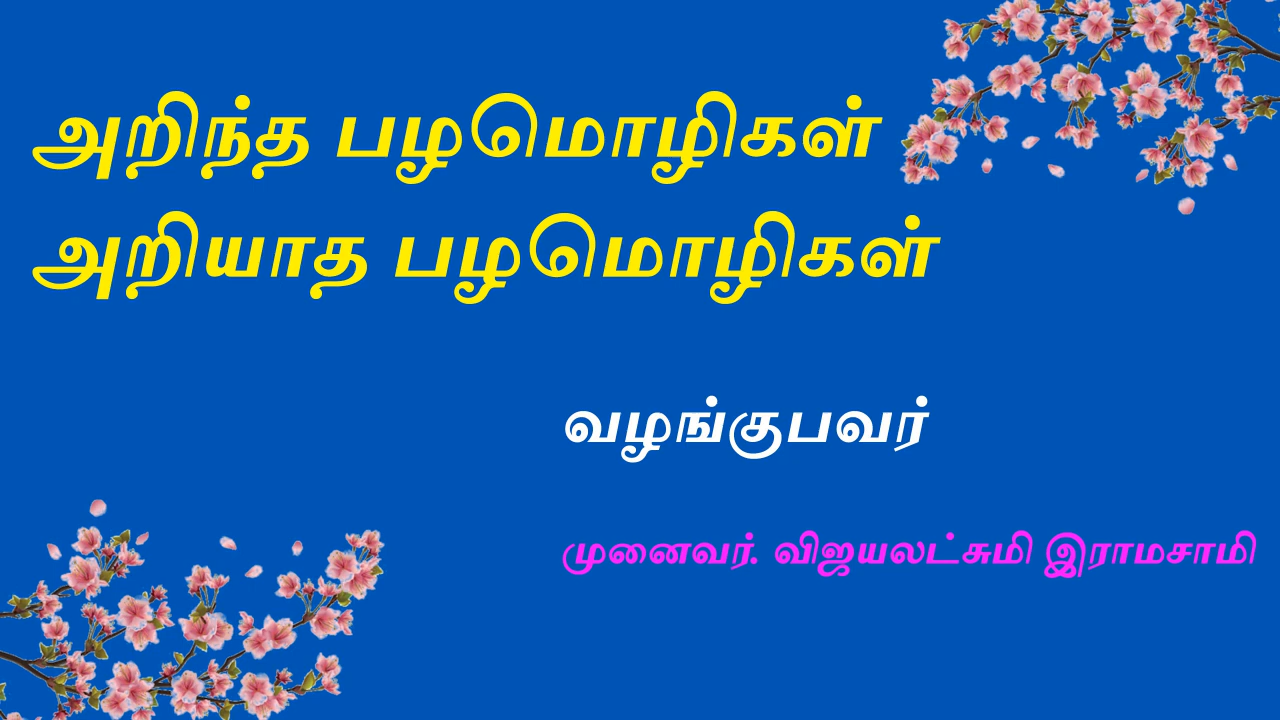 அறிந்த பழமொழிகள்
அறியாத பழமொழிகள்
வழங்குபவர்
முனைவர். விஜயலட்சுமி இராமசாமி